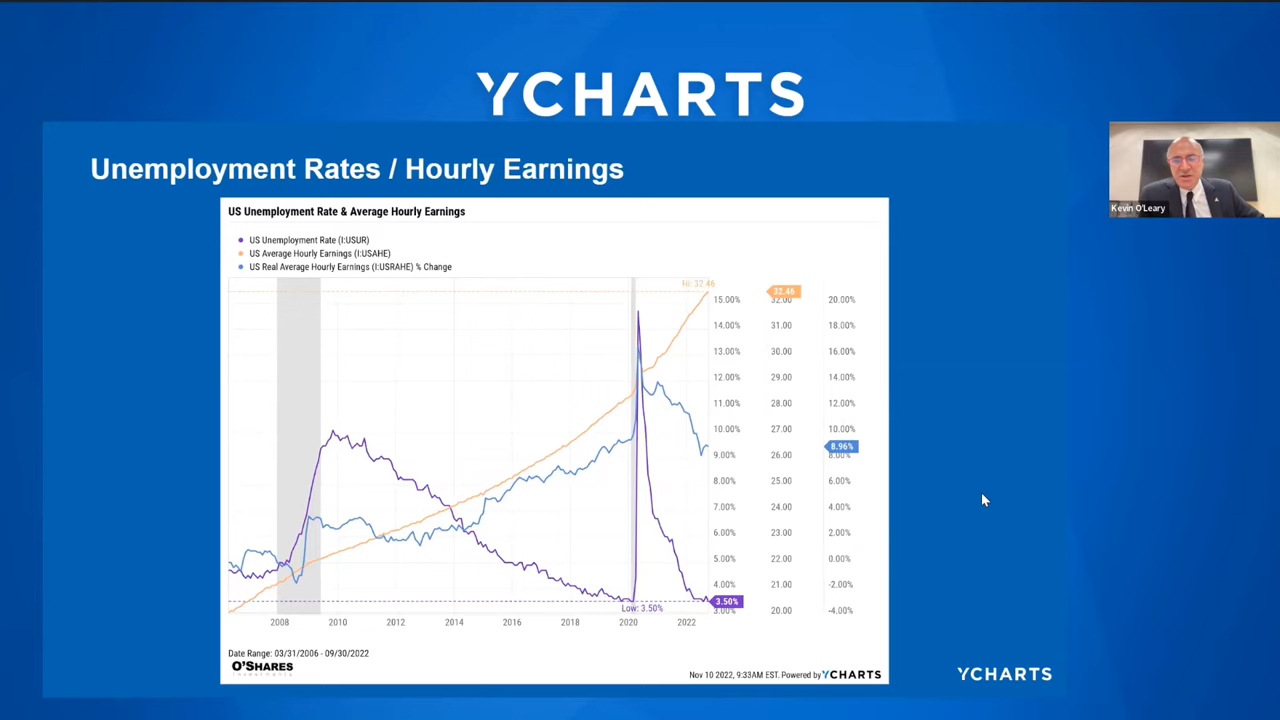 YCHARTS
Unemployment Rates / Hourly Earnings
Kevin O'Leary
US Unemployment Rate & Average Hourly Earnings
US Unemployment Rate (I:USUR)
US Average Hourly Earnings (I:USAHE)
US Real Average Hourly Earnings (I:USRAHE) % Change
HI: 32.46
32.46
15.00% 32.00 20.00%
14.00% 31.00 18.00%
13.00% 30.00 16.00%
12.00% 29.00 14.00%
11.00% 28.00 12.00%
10.00% 27.00 10.00%
8.96%
9.00% 26.00 8.00%
8.00% 25.00 6.00%
7.00% 24.00 4.00%
6.00% 23.00 2.00%
5.00% 22.00 0.00%
4.00% 21.00 -2.00%
3.50%
Low: 3.50%
3.00% 20.00 -4.00%
2008 2010 2012 2014 2016 2018 2020 2022
Date Range: 03/31/2006 - 09/30/2022
O'SHARES
Investments
Nov 10 2022, 9:33AM EST. Powered by YCHARTS
YCHARTS